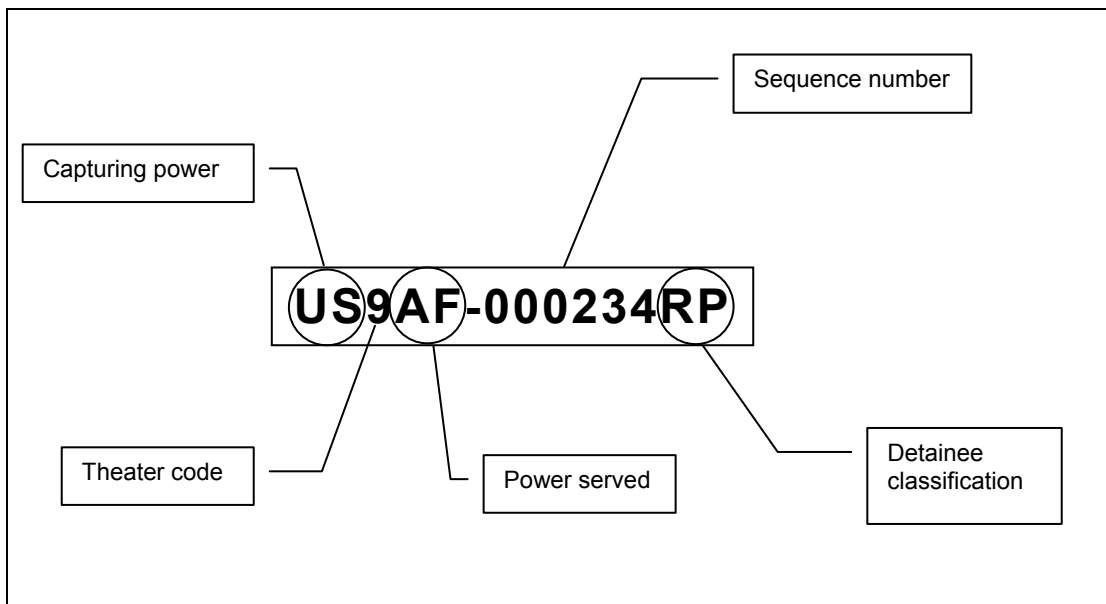 Sequence number
Capturing power
US9AF-000234RP
Theater code
Power served
Detainee
classification